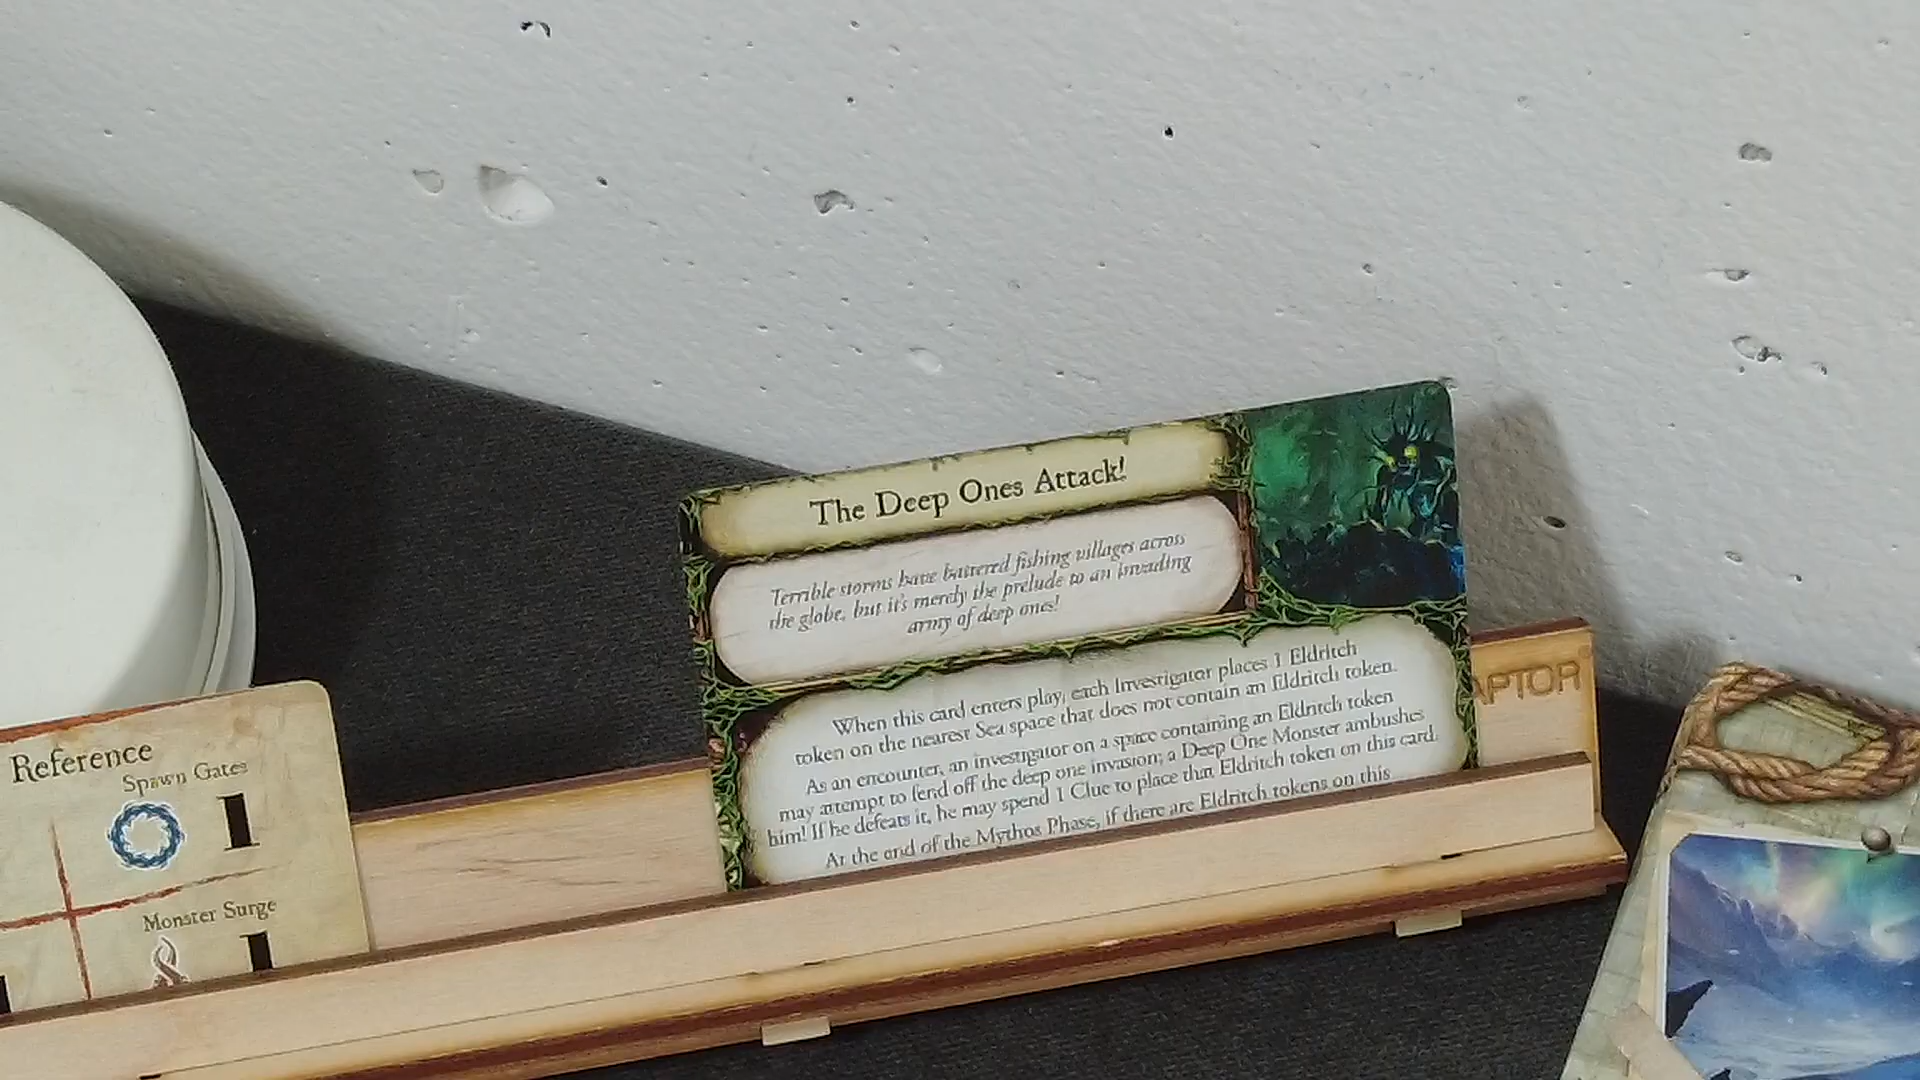 The Deep Ones Attack!
Terrible storms have battered fishing villages across
the globe, but it's merely the prelude to an invading
army of deep ones!
When this card enters play, each Investigator places 1 Eldritch
token on the nearest Sea space that does not contain an Eldritch token.
As an encounter, an investigator on a space containing an Eldritch token
may attempt to fend off the deep one invasion; a Deep One Monster ambushes
him! If he defeats it, he may spend 1 Clue to place that Eldritch token on this card.
At the end of the Mythos Phase, if there are Eldritch tokens on this
APTOR
Reference
Spawn Gates
1
Monster Surge
1